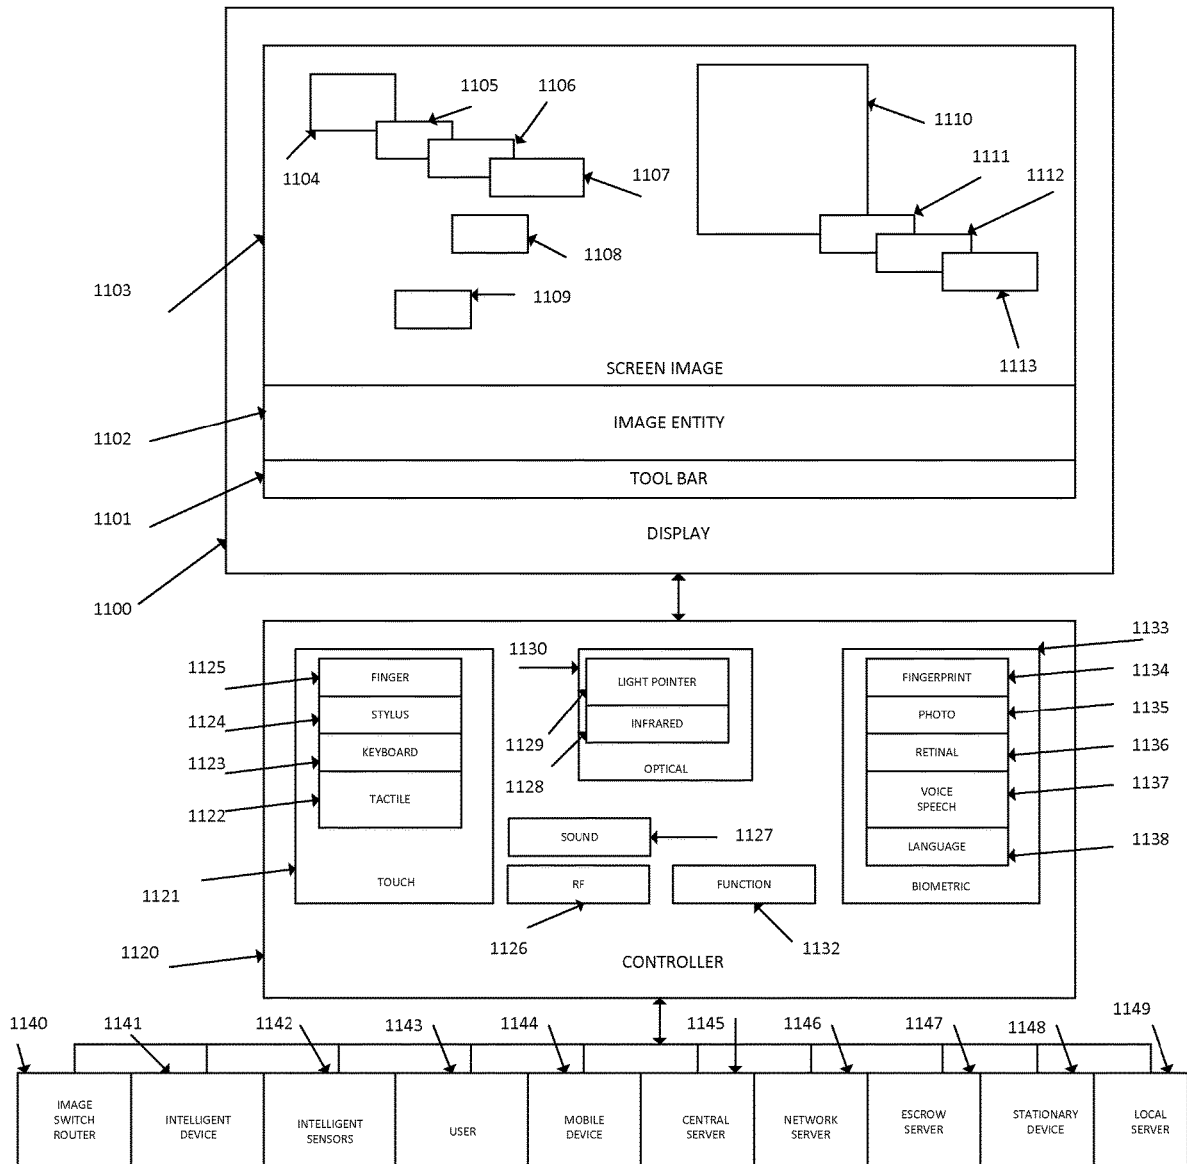 1105
1106
1110
1104
1107
1111
1112
1108
1103
1109
SCREEN IMAGE
1113
1102
IMAGE ENTITY
1101
TOOL BAR
DISPLAY
1100
1133
1125
FINGER
1130
LIGHT POINTER
FINGERPRINT
1134
1124
STYLUS
INFRARED
PHOTO
1135
1129
1123
KEYBOARD
RETINAL
1136
OPTICAL
1128
1122
TACTILE
VOICE
SPEECH
1137
SOUND
1127
LANGUAGE
1138
1121
TOUCH
RF
FUNCTION
BIOMETRIC
1126
1132
1120
CONTROLLER
1140
1141
1142
1143
1144
1145
1146
1147
1148
1149
IMAGE
SWITCH
ROUTER
INTELLIGENT
DEVICE
INTELLIGENT
SENSORS
USER
MOBILE
DEVICE
CENTRAL
SERVER
NETWORK
SERVER
ESCROW
SERVER
STATIONARY
DEVICE
LOCAL
SERVER